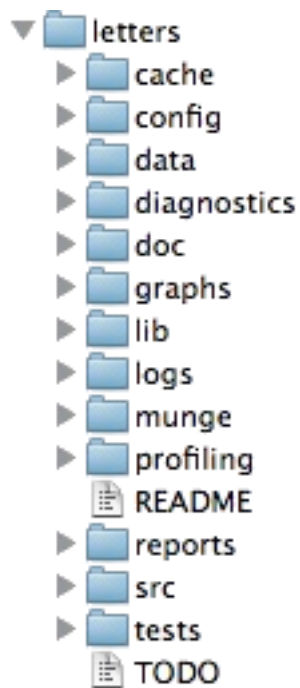 letters
cache
config
data
diagnostics
doc
graphs
lib
logs
munge
profiling
README
reports
src
tests
TODO